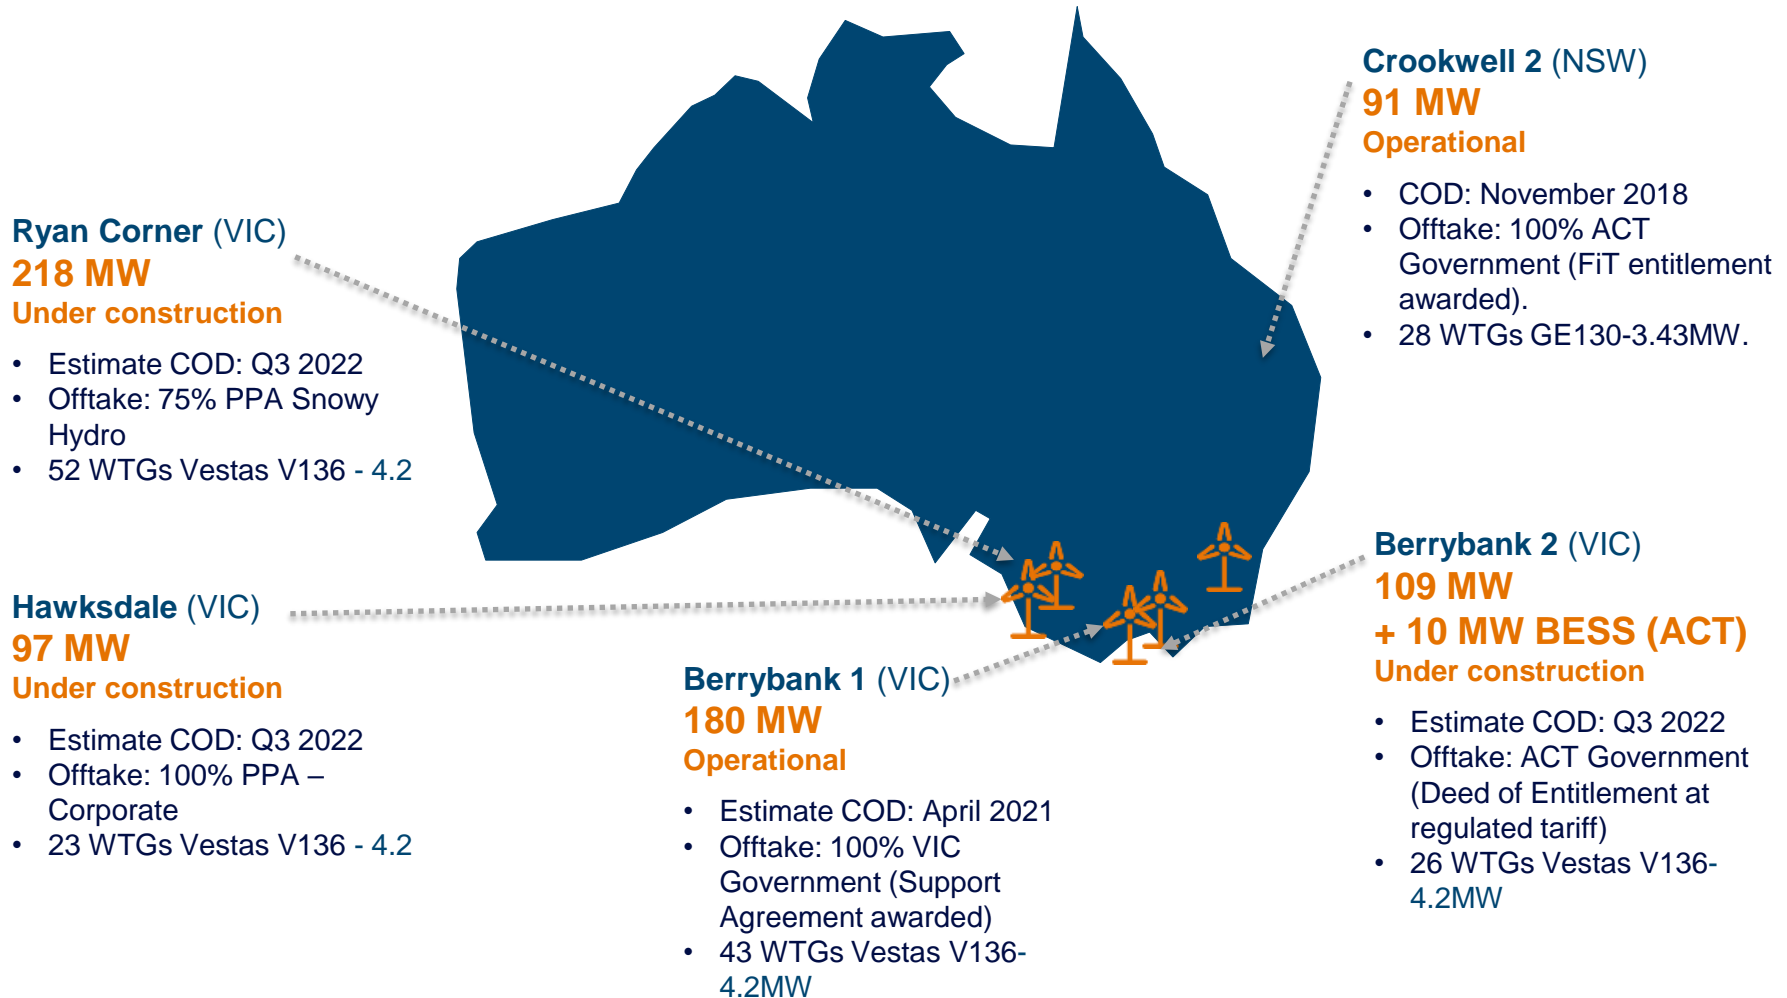 Crookwell 2 (NSW)
91 MW
Operational
• COD: November 2018
• Offtake: 100% ACT
Government (FiT entitlement
awarded).
• 28 WTGs GE130-3.43MW.
Ryan Corner (VIC)
218 MW
Under construction
• Estimate COD: Q3 2022
• Offtake: 75% PPA Snowy
Hydro
• 52 WTGs Vestas V136 - 4.2
Hawksdale (VIC)
97 MW
Under construction
• Estimate COD: Q3 2022
• Offtake: 100% PPA –
Corporate
• 23 WTGs Vestas V136 - 4.2
Berrybank 1 (VIC)
180 MW
Operational
• Estimate COD: April 2021
• Offtake: 100% VIC
Government (Support
Agreement awarded)
• 43 WTGs Vestas V136-
4.2MW
Berrybank 2 (VIC)
109 MW
+ 10 MW BESS (ACT)
Under construction
• Estimate COD: Q3 2022
• Offtake: ACT Government
(Deed of Entitlement at
regulated tariff)
• 26 WTGs Vestas V136-
4.2MW